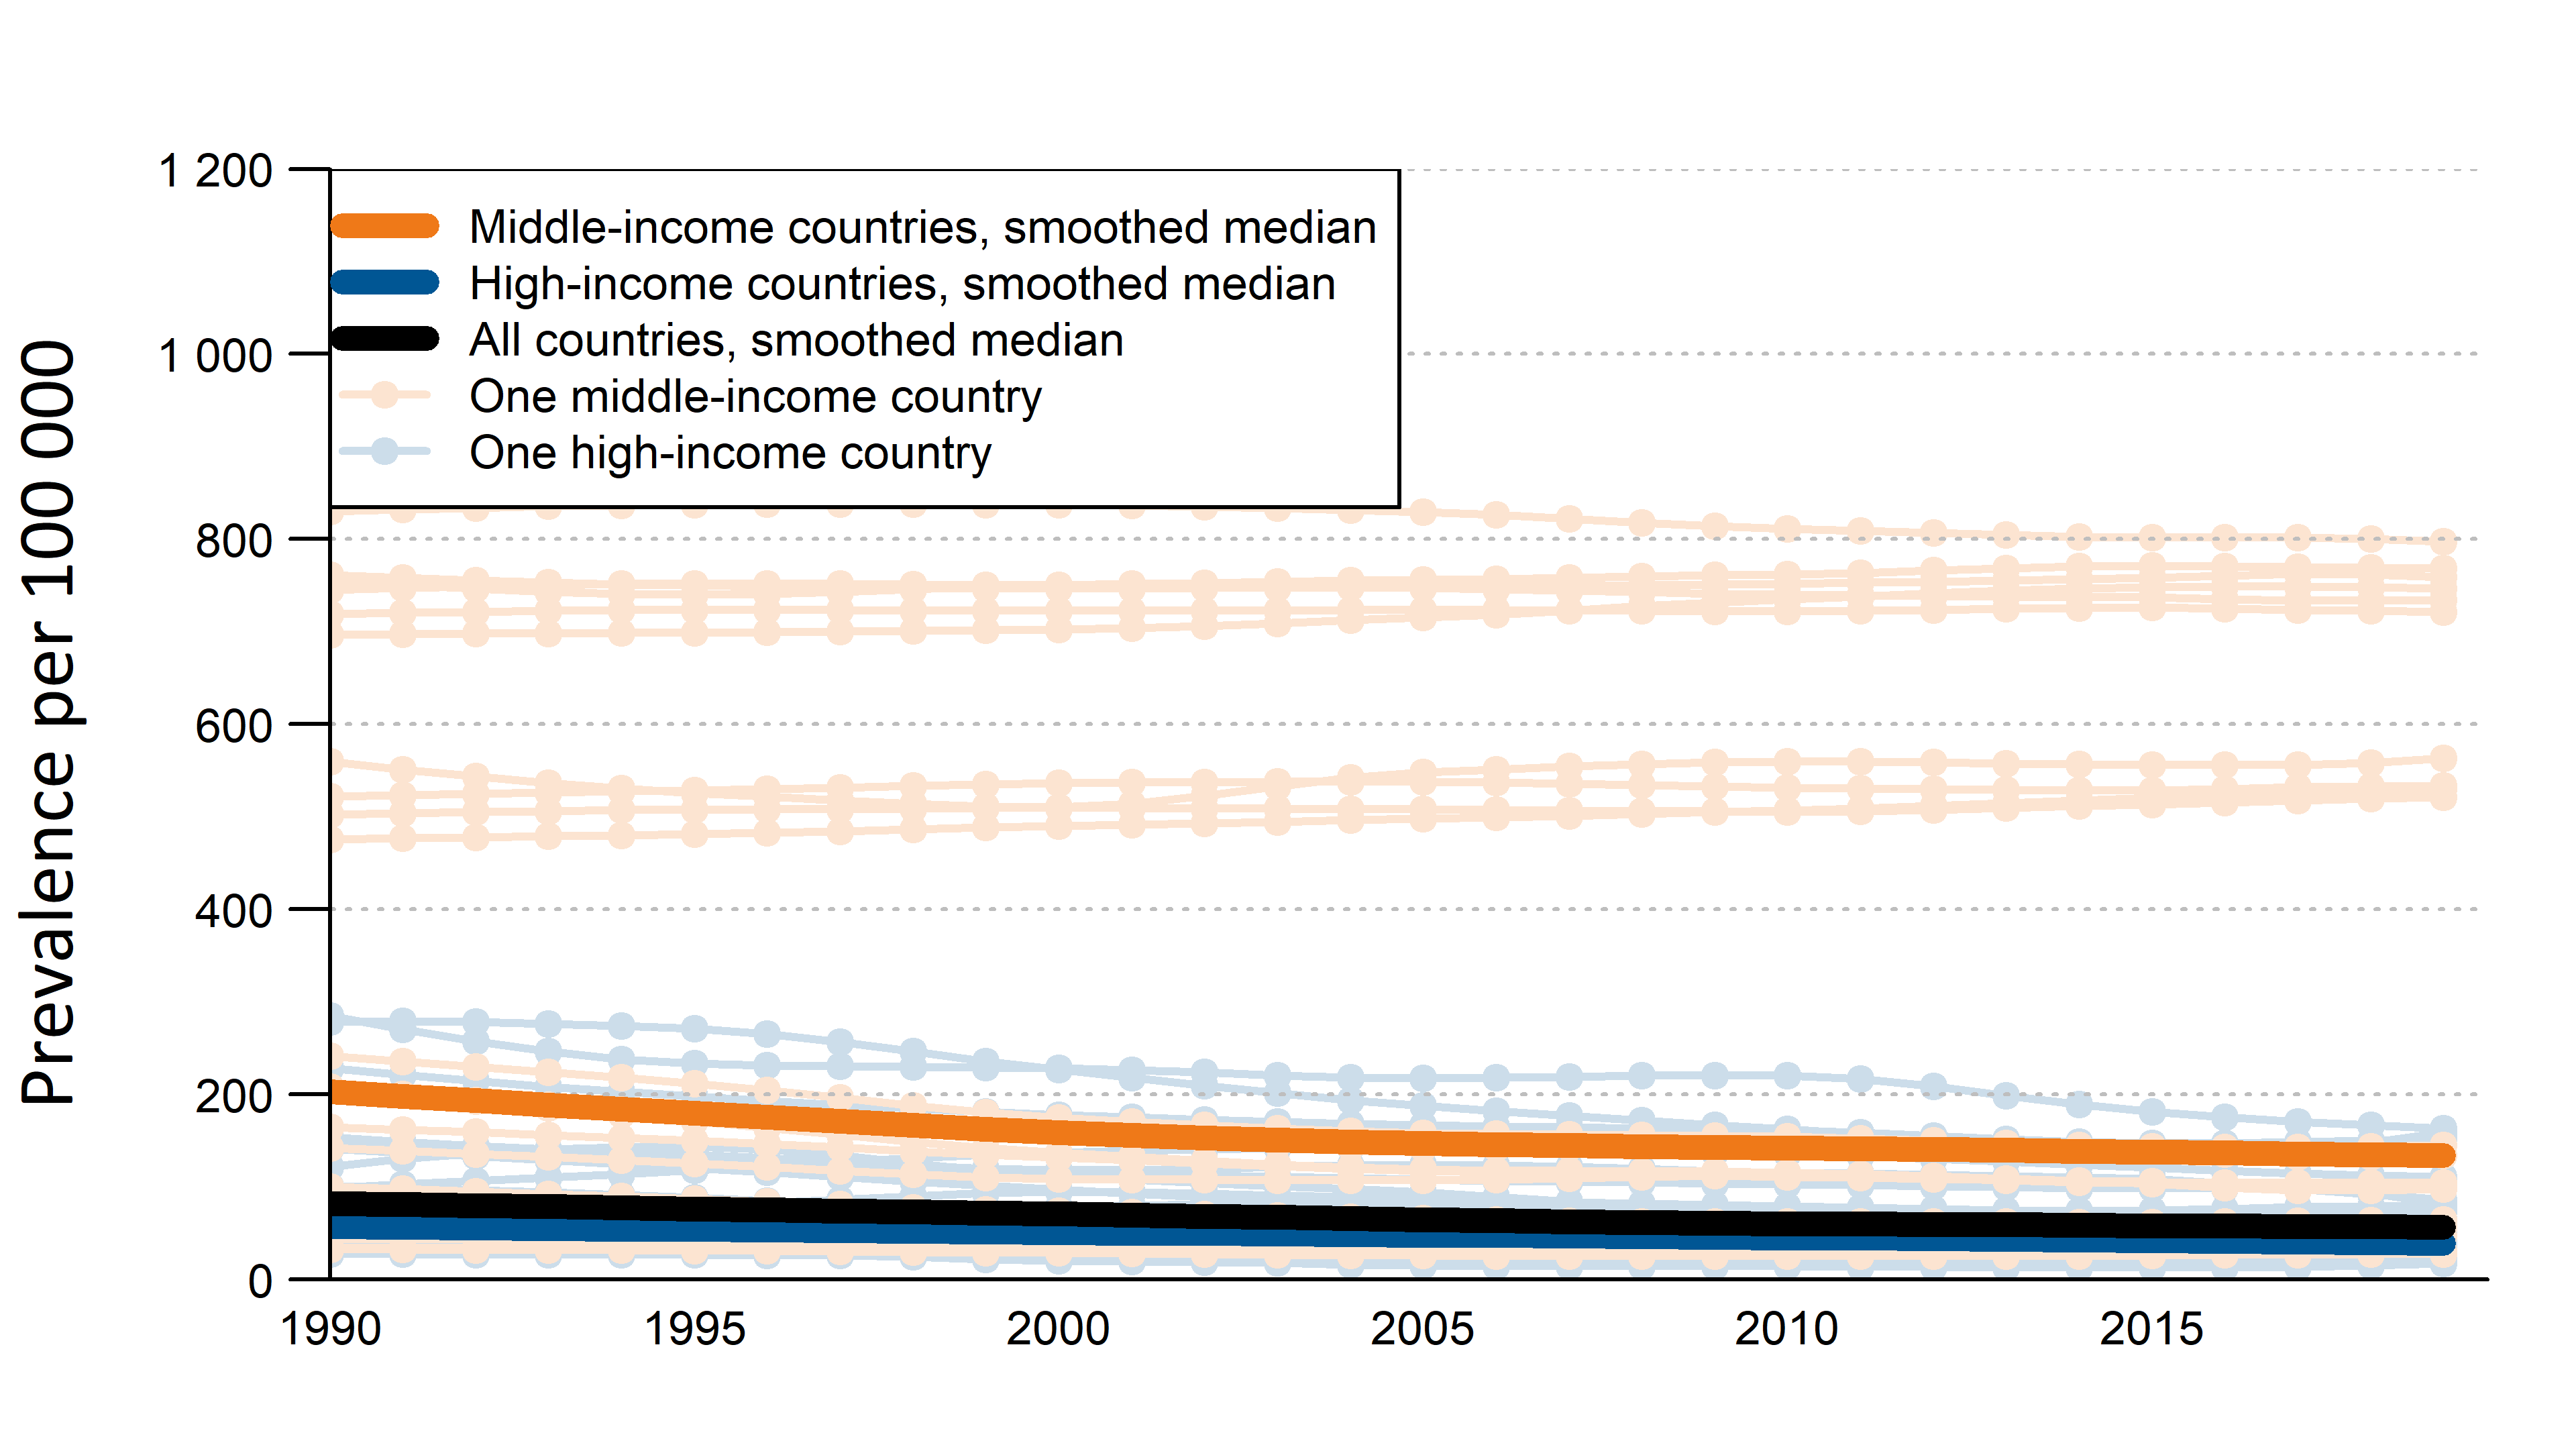 Prevalence per 100 000
1 200
1 000
800
600
400
200
0
Middle-income countries, smoothed median
High-income countries, smoothed median
All countries, smoothed median
One middle-income country
One high-income country
1990 1995 2000 2005 2010 2015